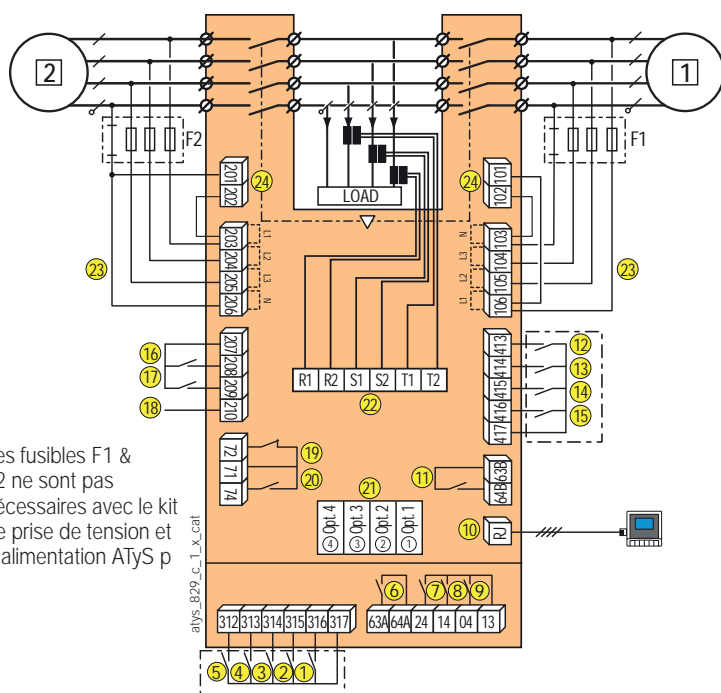 2
1
F2
F1
201
202
24
24
101
102
LOAD
203
204
205
206
L1
L2
L3
N
N
L3
L2
L1
103
104
105
106
23
23
16
17
18
207
208
209
210
R1 R2 S1 S2 T1 T2
22
413
414
415
416
417
12
13
14
15
es fusibles F1 &
2 ne sont pas
écessaires avec le kit
e prise de tension et
alimentation ATyS p
72
71
74
19
20
21
Opt. 4 Opt. 3 Opt. 2 Opt. 1
4 3 2 1
11
63B
64B
10
RJ
atys_829_c_1_x_cat
6 7 8 9
312 313 314 315 316 317
63A 64A 24 14 04 13
5 4 3 2 1